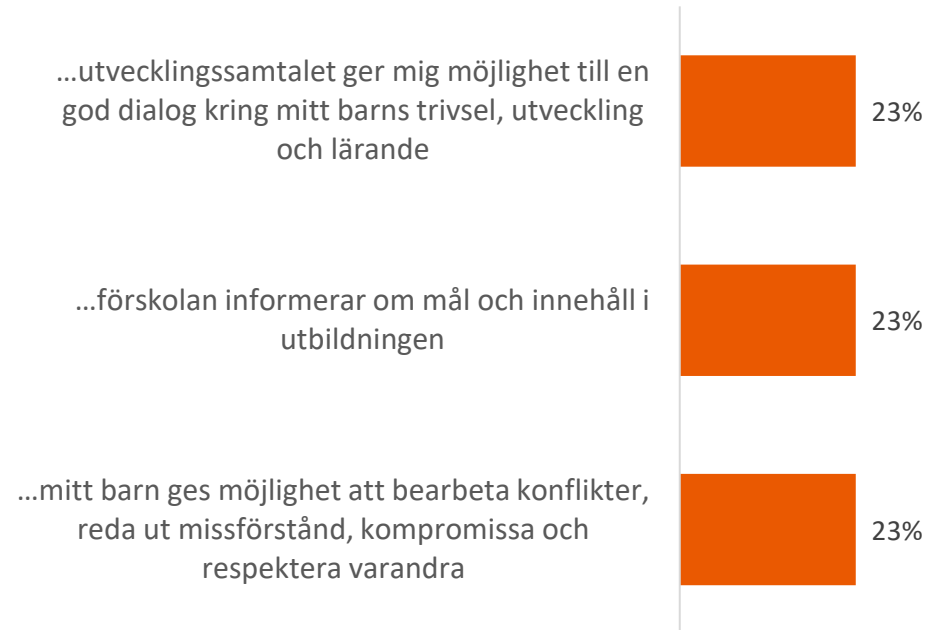 …utvecklingssamtalet ger mig möjlighet till en
god dialog kring mitt barns trivsel, utveckling
och lärande
23%
…förskolan informerar om mål och innehåll i
utbildningen
23%
…mitt barn ges möjlighet att bearbeta konflikter,
reda ut missförstånd, kompromissa och
respektera varandra
23%